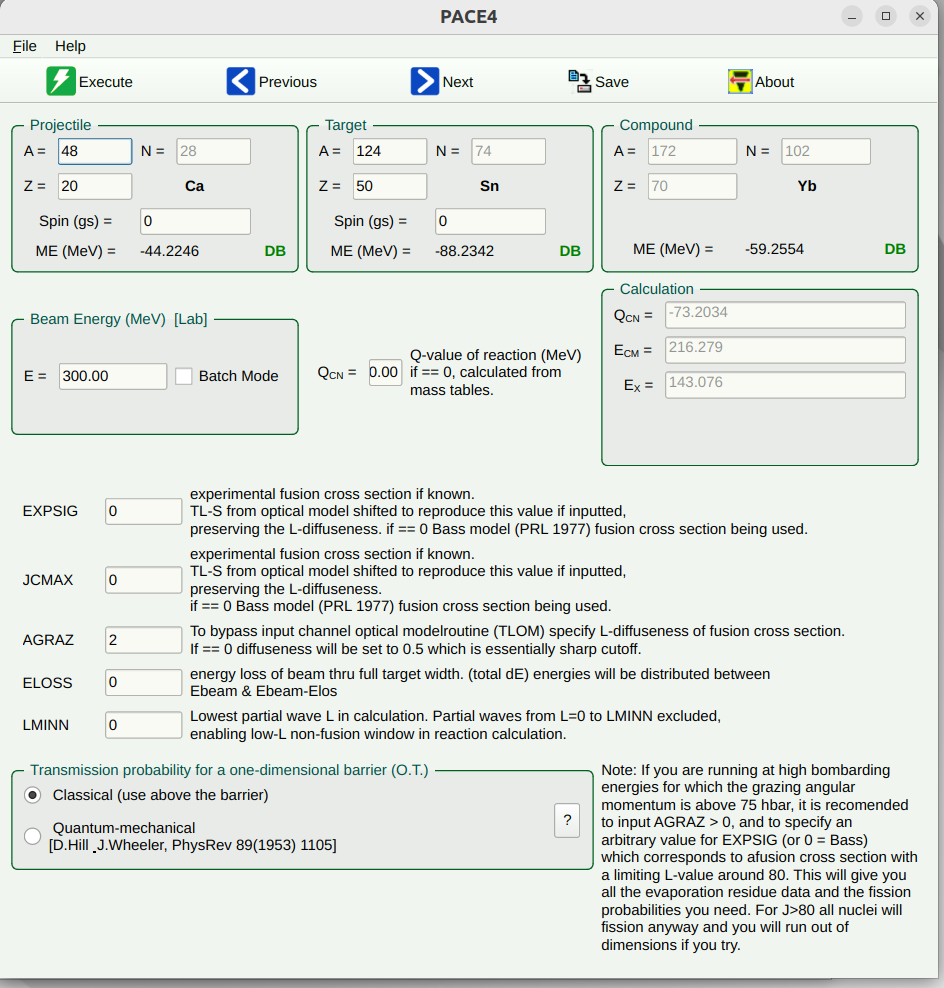 PACE4
File Help
Execute Previous Next Save About
Projectile
A = 48 N = 28
Z = 20 Ca
Spin (gs) = 0
ME (MeV) = -44.2246 DB
Target
A = 124 N = 74
Z = 50 Sn
Spin (gs) = 0
ME (MeV) = -88.2342 DB
Compound
A = 172 N = 102
Z = 70 Yb
ME (MeV) = -59.2554 DB
Beam Energy (MeV) [Lab]
E = 300.00 Batch Mode
QCN = 0.00
Q-value of reaction (MeV)
if == 0, calculated from
mass tables.
Calculation
QCN = -73.2034
ECM = 216.279
EX = 143.076
EXPSIG 0
experimental fusion cross section if known.
TL-S from optical model shifted to reproduce this value if inputted,
preserving the L-diffuseness. if == 0 Bass model (PRL 1977) fusion cross section being used.
JCMAX 0
experimental fusion cross section if known.
TL-S from optical model shifted to reproduce this value if inputted,
preserving the L-diffuseness.
if == 0 Bass model (PRL 1977) fusion cross section being used.
AGRAZ 2
To bypass input channel optical modelroutine (TLOM) specify L-diffuseness of fusion cross section.
If == 0 diffuseness will be set to 0.5 which is essentially sharp cutoff.
ELOSS 0
energy loss of beam thru full target width. (total dE) energies will be distributed between
Ebeam & Ebeam-Elos
LMINN 0
Lowest partial wave L in calculation. Partial waves from L=0 to LMINN excluded,
enabling low-L non-fusion window in reaction calculation.
Transmission probability for a one-dimensional barrier (O.T.)
Classical (use above the barrier)
Quantum-mechanical
[D.Hill ,J.Wheeler, PhysRev 89(1953) 1105]
?
Note: If you are running at high bombarding
energies for which the grazing angular
momentum is above 75 hbar, it is recomended
to input AGRAZ > 0, and to specify an
arbitrary value for EXPSIG (or 0 = Bass)
which corresponds to afusion cross section with
a limiting L-value around 80. This will give you
all the evaporation residue data and the fission
probabilities you need. For J>80 all nuclei will
fission anyway and you will run out of
dimensions if you try.